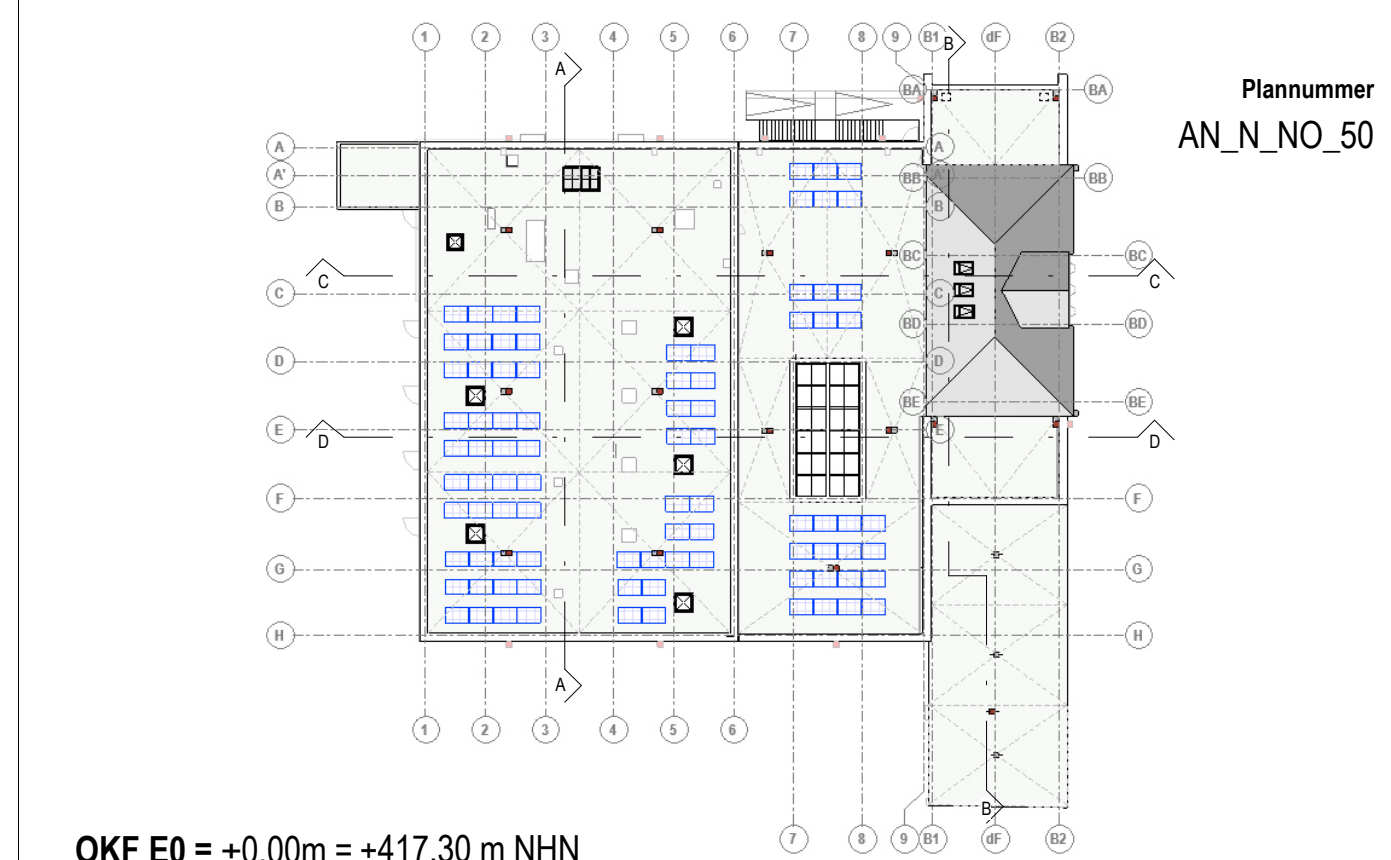 1 2 3 4 5 6 7 8 9 B1 B dF B2
A
BA BA
Plannummer
AN_N_NO_50
A A
A' A'
BB BB
B B
BC BC
C C
C C
BD BD
D D
BE BE
E E
D D
F F
G G
H H
A
1 2 3 4 5 6
B
7 8 9 B1 dF B2
OKF E0 = +0.00m = +417.30 m NHN